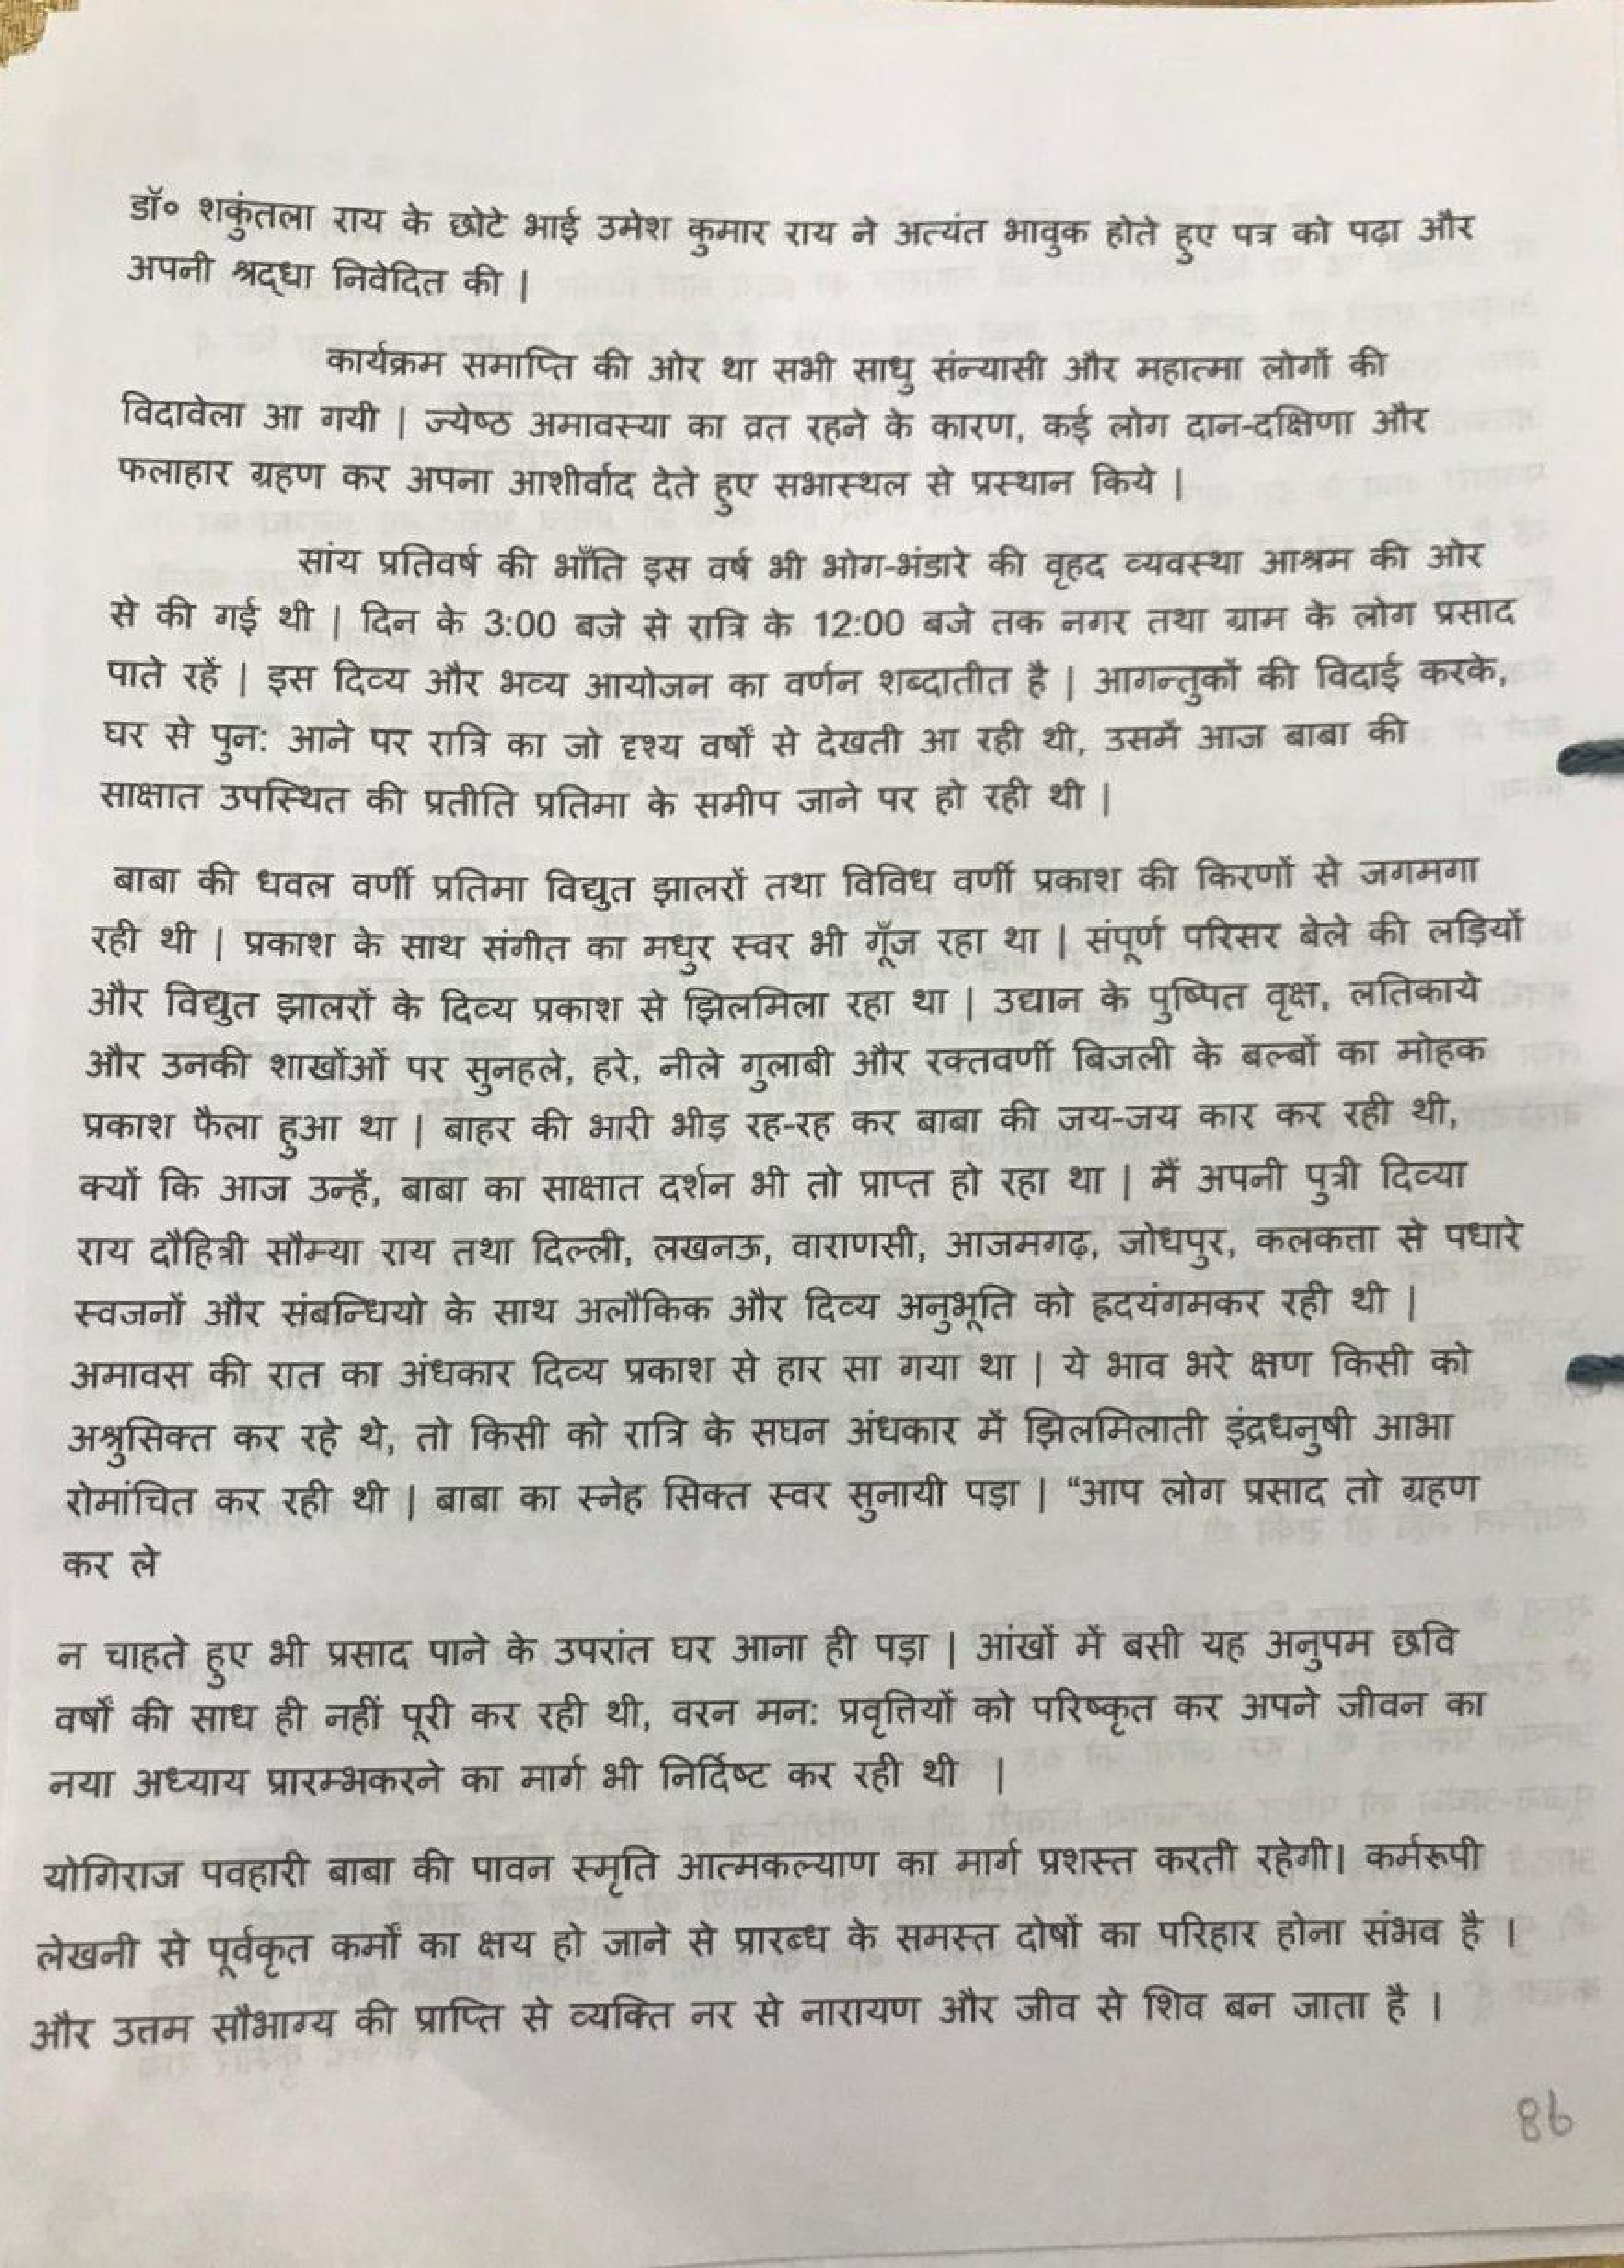 डॉ० शकुंतला राय के छोटे भाई उमेश कुमार राय ने अत्यंत भावुक होते हुए पत्र को पढ़ा और
अपनी श्रद्धा निवेदित की |
कार्यक्रम समाप्ति की ओर था सभी साधु संन्यासी और महात्मा लोगों की
विदावेला आ गयी | ज्येष्ठ अमावस्या का व्रत रहने के कारण, कई लोग दान-दक्षिणा और
फलाहार ग्रहण कर अपना आशीर्वाद देते हुए सभास्थल से प्रस्थान किये |
सांय प्रतिवर्ष की भाँति इस वर्ष भी भोग-भंडारे की वृहद व्यवस्था आश्रम की ओर
से की गई थी | दिन के 3:00 बजे से रात्रि के 12:00 बजे तक नगर तथा ग्राम के लोग प्रसाद
पाते रहें | इस दिव्य और भव्य आयोजन का वर्णन शब्दातीत है | आगन्तुकों की विदाई करके,
घर से पुन: आने पर रात्रि का जो दृश्य वर्षों से देखती आ रही थी, उसमें आज बाबा की
साक्षात उपस्थित की प्रतीति प्रतिमा के समीप जाने पर हो रही थी |
बाबा की धवल वर्णी प्रतिमा विद्युत झालरों तथा विविध वर्णी प्रकाश की किरणों से जगमगा
रही थी | प्रकाश के साथ संगीत का मधुर स्वर भी गूँज रहा था | संपूर्ण परिसर बेले की लड़ियों
और विद्युत झालरों के दिव्य प्रकाश से झिलमिला रहा था | उद्यान के पुष्पित वृक्ष, लतिकाये
और उनकी शाखोंओं पर सुनहले, हरे, नीले गुलाबी और रक्तवर्णी बिजली के बल्बों का मोहक
प्रकाश फैला हुआ था | बाहर की भारी भीड़ रह-रह कर बाबा की जय-जय कार कर रही थी,
क्यों कि आज उन्हें, बाबा का साक्षात दर्शन भी तो प्राप्त हो रहा था | मैं अपनी पुत्री दिव्या
राय दौहित्री सौम्या राय तथा दिल्ली, लखनऊ, वाराणसी, आजमगढ़, जोधपुर, कलकत्ता से पधारे
स्वजनों और संबन्धियो के साथ अलौकिक और दिव्य अनुभूति को ह्रदयंगमकर रही थी |
अमावस की रात का अंधकार दिव्य प्रकाश से हार सा गया था | ये भाव भरे क्षण किसी को
अश्रुसिक्त कर रहे थे, तो किसी को रात्रि के सघन अंधकार में झिलमिलाती इंद्रधनुषी आभा
रोमांचित कर रही थी | बाबा का स्नेह सिक्त स्वर सुनायी पड़ा | “आप लोग प्रसाद तो ग्रहण
कर ले
न चाहते हुए भी प्रसाद पाने के उपरांत घर आना ही पड़ा | आंखों में बसी यह अनुपम छवि
वर्षों की साध ही नहीं पूरी कर रही थी, वरन मन: प्रवृत्तियों को परिष्कृत कर अपने जीवन का
नया अध्याय प्रारम्भकरने का मार्ग भी निर्दिष्ट कर रही थी |
योगिराज पवहारी बाबा की पावन स्मृति आत्मकल्याण का मार्ग प्रशस्त करती रहेगी। कर्मरूपी
लेखनी से पूर्वकृत कर्मों का क्षय हो जाने से प्रारब्ध के समस्त दोषों का परिहार होना संभव है ।
और उत्तम सौभाग्य की प्राप्ति से व्यक्ति नर से नारायण और जीव से शिव बन जाता है ।